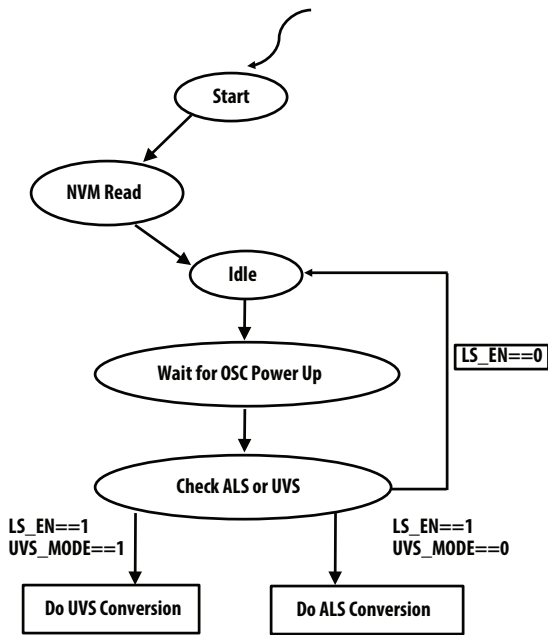 Start
NVM Read
Idle
LS_EN==0
Wait for OSC Power Up
Check ALS or UVS
LS_EN==1
UVS_MODE==1
LS_EN==1
UVS_MODE==0
Do UVS Conversion
Do ALS Conversion